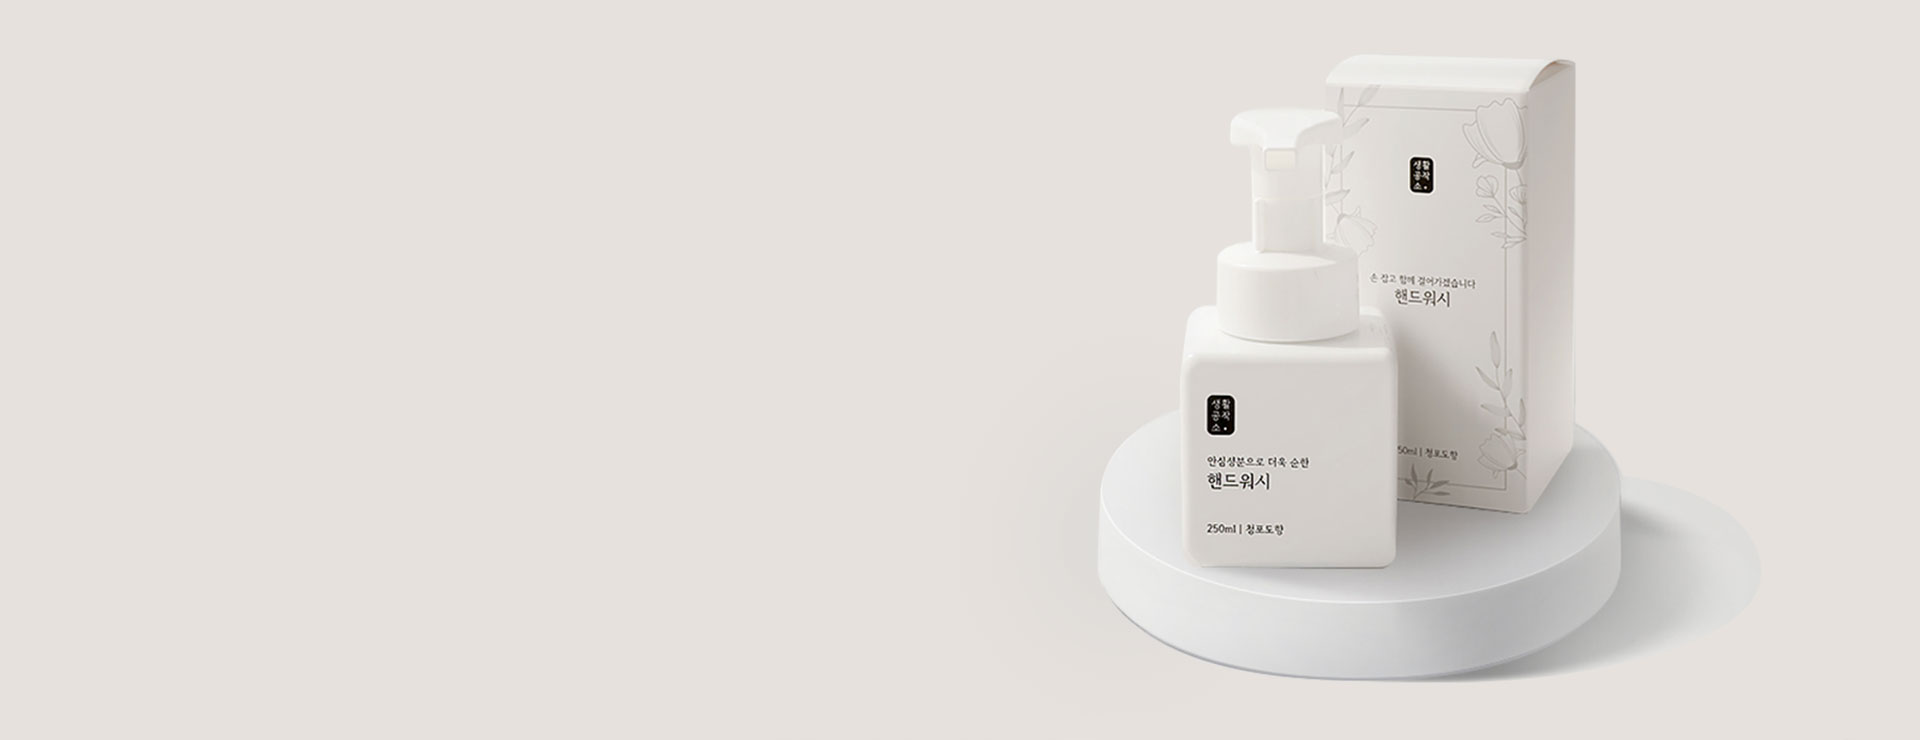 생활
공작
소.
손 잡고 함께 걸어가겠습니다
핸드워시
50ml | 청포도향
생활
공작
소.
안심성분으로 더욱 순한
핸드워시
250ml | 청포도향